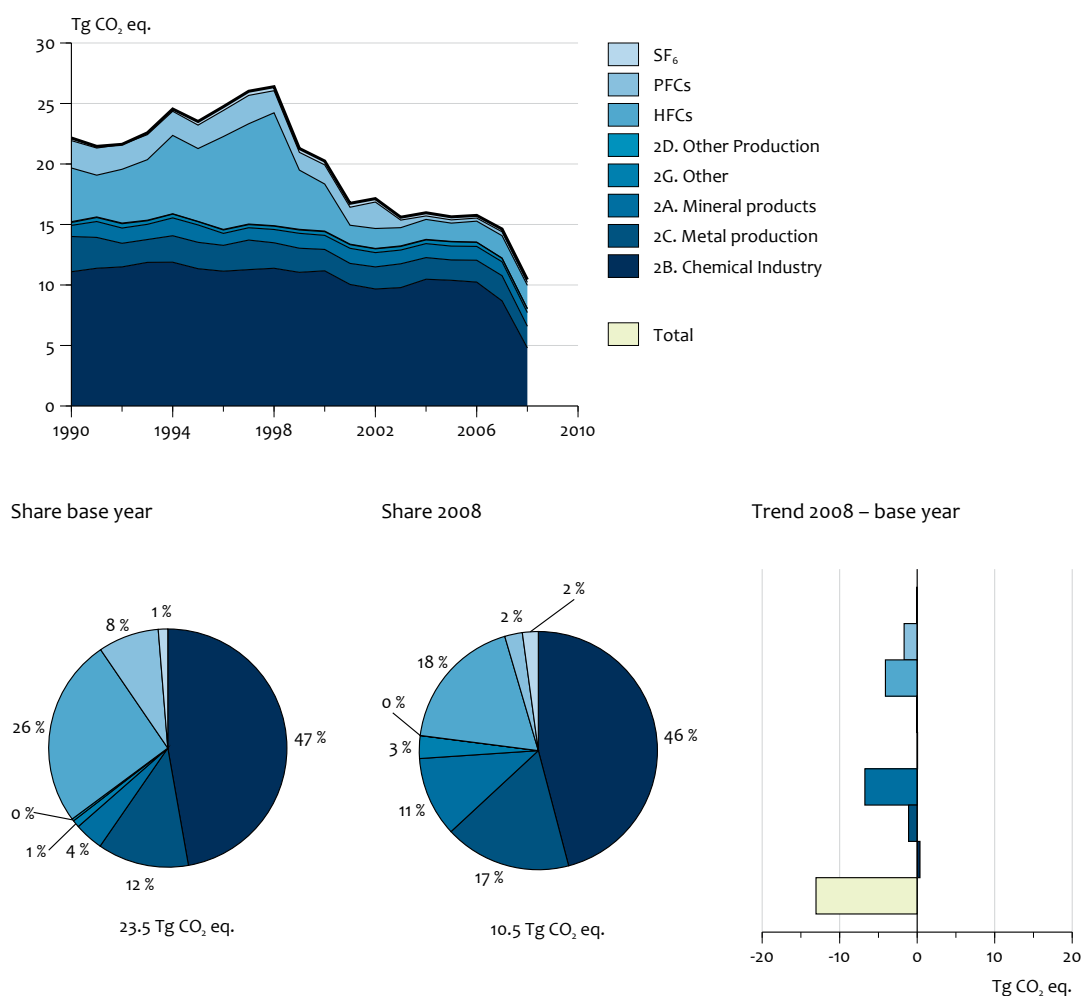 Tg CO₂ eq.
30
25
20
15
10
5
0
1990 1994 1998 2002 2006 2010
SF₆
PFCs
HFCs
2D. Other Production
2G. Other
2A. Mineral products
2C. Metal production
2B. Chemical Industry
Total
Share base year
1 %
8 %
26 %
47 %
0 %
1 %
4 %
12 %
23.5 Tg CO₂ eq.
Share 2008
2 %
2 %
18 %
0 %
46 %
3 %
11 %
17 %
10.5 Tg CO₂ eq.
Trend 2008 – base year
-20 -10 0 10 20
Tg CO₂ eq.